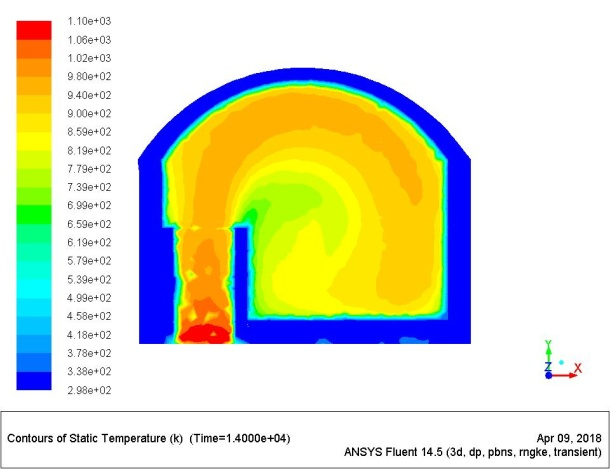 1.10e+03
1.06e+03
1.02e+03
9.80e+02
9.40e+02
9.00e+02
8.59e+02
8.19e+02
7.79e+02
7.39e+02
6.99e+02
6.59e+02
6.19e+02
5.79e+02
5.39e+02
4.99e+02
4.58e+02
4.18e+02
3.78e+02
3.38e+02
2.98e+02
Y
Z
X
Contours of Static Temperature (k) (Time=1.4000e+04)
Apr 09, 2018
ANSYS Fluent 14.5 (3d, dp, pbns, rngke, transient)